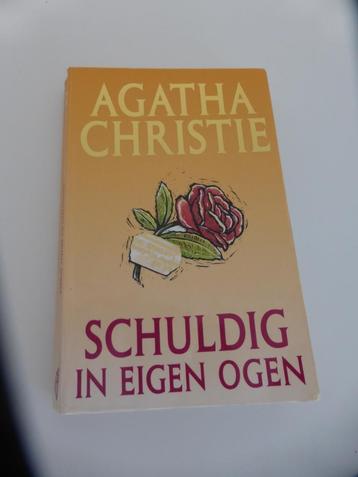 AGATHA
CHRISTIE
SCHULDIG
IN EIGEN OGEN